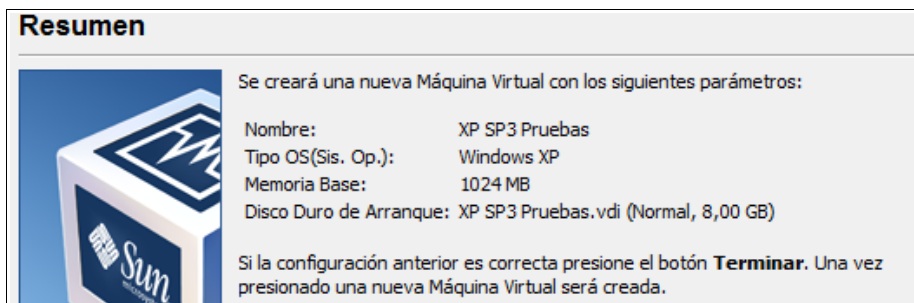 Resumen
Se creará una nueva Máquina Virtual con los siguientes parámetros:
Nombre: XP SP3 Pruebas
Tipo OS(Sis. Op.): Windows XP
Memoria Base: 1024 MB
Disco Duro de Arranque: XP SP3 Pruebas.vdi (Normal, 8,00 GB)
Si la configuración anterior es correcta presione el botón Terminar. Una vez
presionado una nueva Máquina Virtual será creada.
Sun